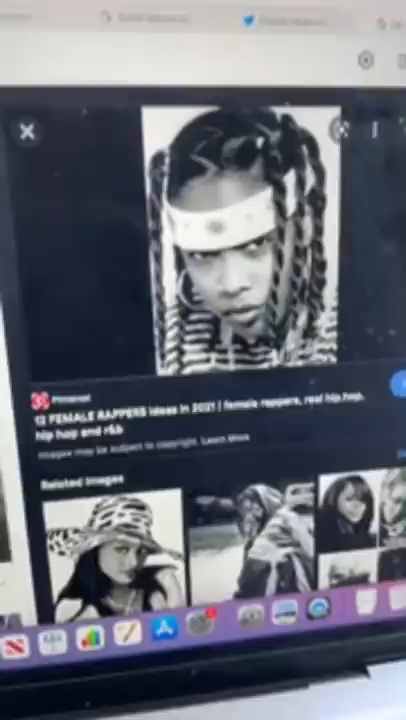 Pinterest
12 FEMALE RAPPERS ideas in 2021 | female rappers, real hip hop,
hip hop and r&b
Images may be subject to copyright. Learn More
Related images